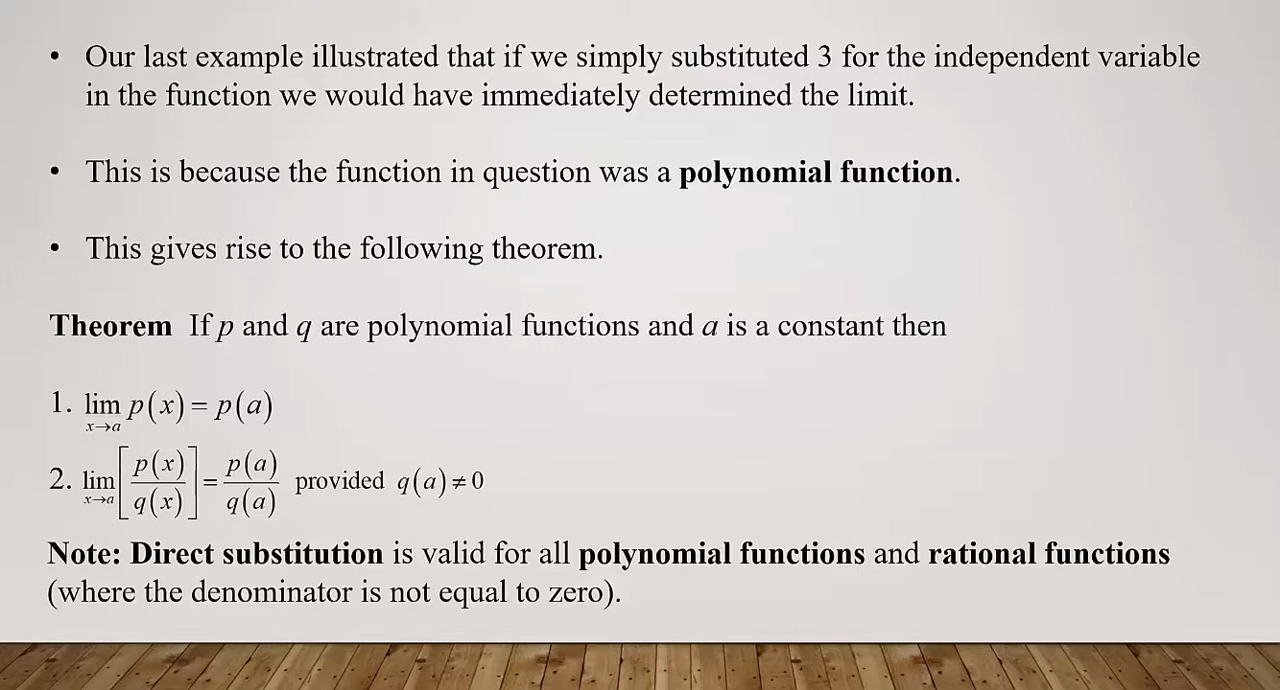 • Our last example illustrated that if we simply substituted 3 for the independent variable
in the function we would have immediately determined the limit.
• This is because the function in question was a polynomial function.
• This gives rise to the following theorem.
Theorem If p and q are polynomial functions and a is a constant then
1. lim_{x→a} p(x) = p(a)
2. lim_{x→a} [p(x)/q(x)] = p(a)/q(a) provided q(a) ≠ 0
Note: Direct substitution is valid for all polynomial functions and rational functions
(where the denominator is not equal to zero).